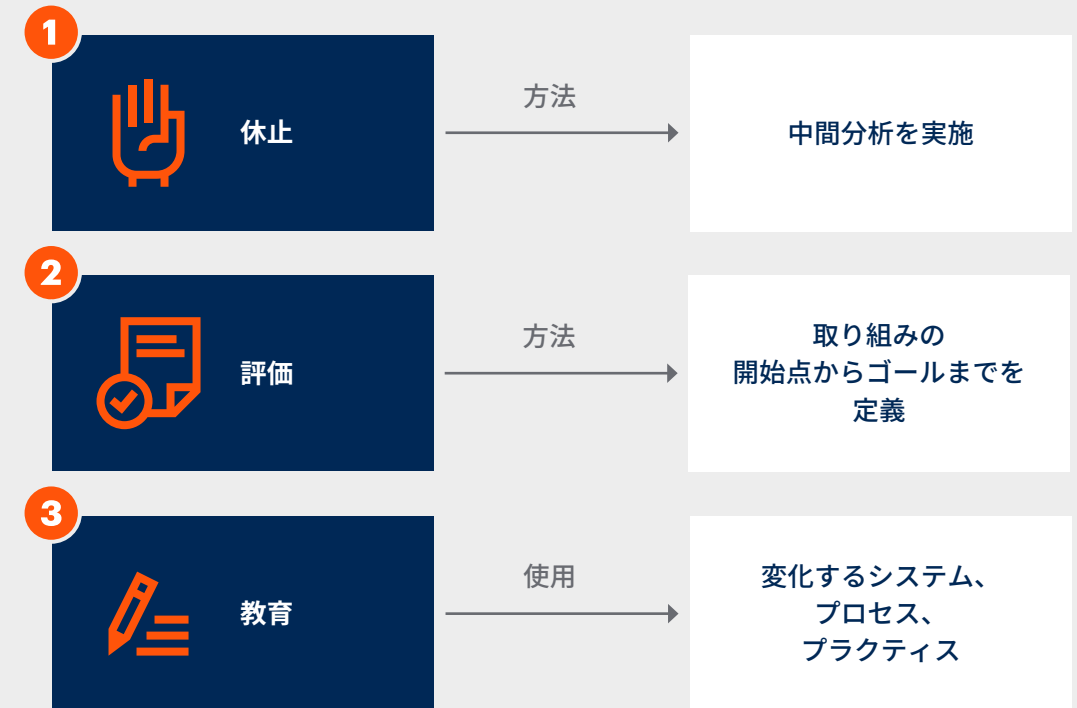 1
休止
方法
中間分析を実施
2
評価
方法
取り組みの
開始点からゴールまでを
定義
3
教育
使用
変化するシステム、
プロセス、
プラクティス